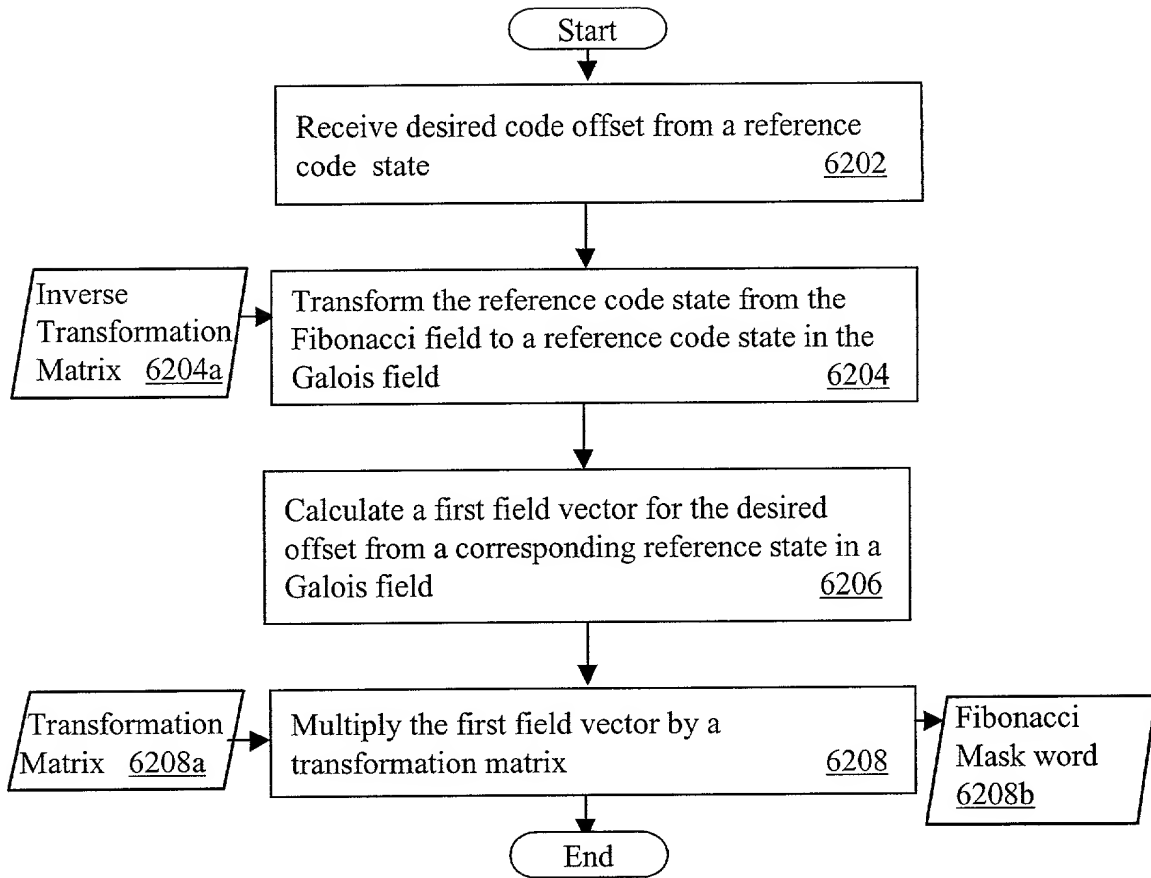 Start
Receive desired code offset from a reference
code state 6202
Inverse
Transformation
Matrix 6204a
Transform the reference code state from the
Fibonacci field to a reference code state in the
Galois field 6204
Calculate a first field vector for the desired
offset from a corresponding reference state in a
Galois field 6206
Transformation
Matrix 6208a
Multiply the first field vector by a
transformation matrix 6208
Fibonacci
Mask word
6208b
End